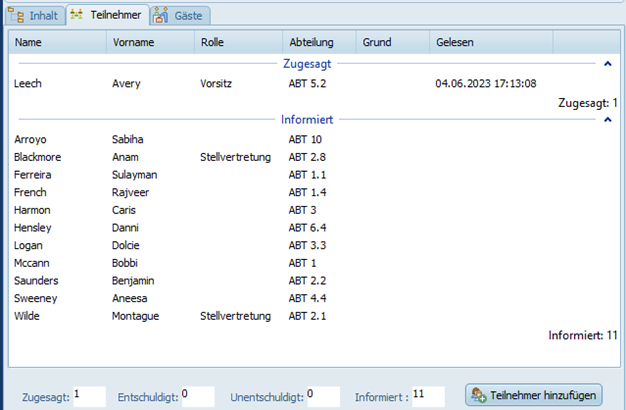 Inhalt Teilnehmer Gäste
Name Vorname Rolle Abteilung Grund Gelesen
Zugesagt
Leech Avery Vorsitz ABT 5.2 04.06.2023 17:13:08
Zugesagt: 1
Informiert
Arroyo Sabiha ABT 10
Blackmore Anam Stellvertretung ABT 2.8
Ferreira Sulayman ABT 1.1
French Rajveer ABT 1.4
Harmon Caris ABT 3
Hensley Danni ABT 6.4
Logan Dolcie ABT 3.3
Mccann Bobbi ABT 1
Saunders Benjamin ABT 2.2
Sweeney Aneesa ABT 4.4
Wilde Montague Stellvertretung ABT 2.1
Informiert: 11
Zugesagt: 1 Entschuldigt: 0 Unentschuldigt: 0 Informiert : 11 Teilnehmer hinzufügen